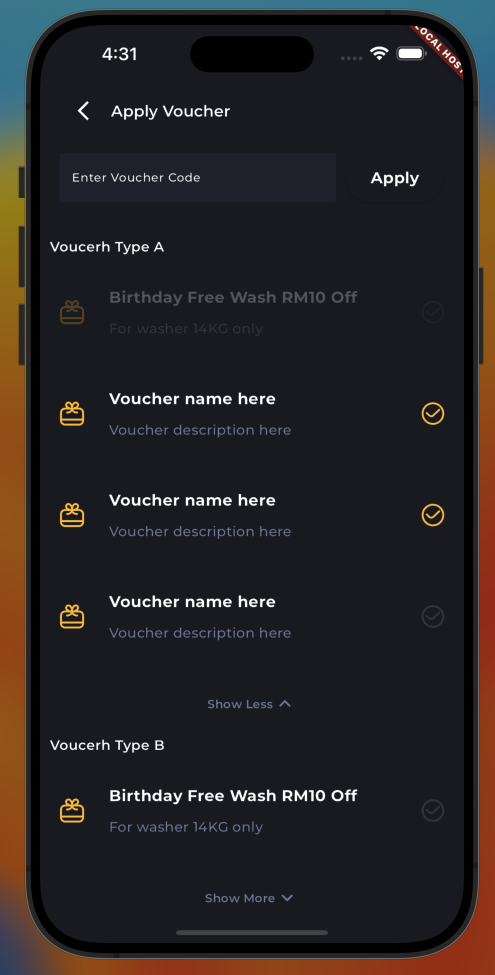 4:31
LOCAL HOST
Apply Voucher
Enter Voucher Code
Apply
Voucerh Type A
Birthday Free Wash RM10 Off
For washer 14KG only
Voucher name here
Voucher description here
Voucher name here
Voucher description here
Voucher name here
Voucher description here
Show Less
Voucerh Type B
Birthday Free Wash RM10 Off
For washer 14KG only
Show More